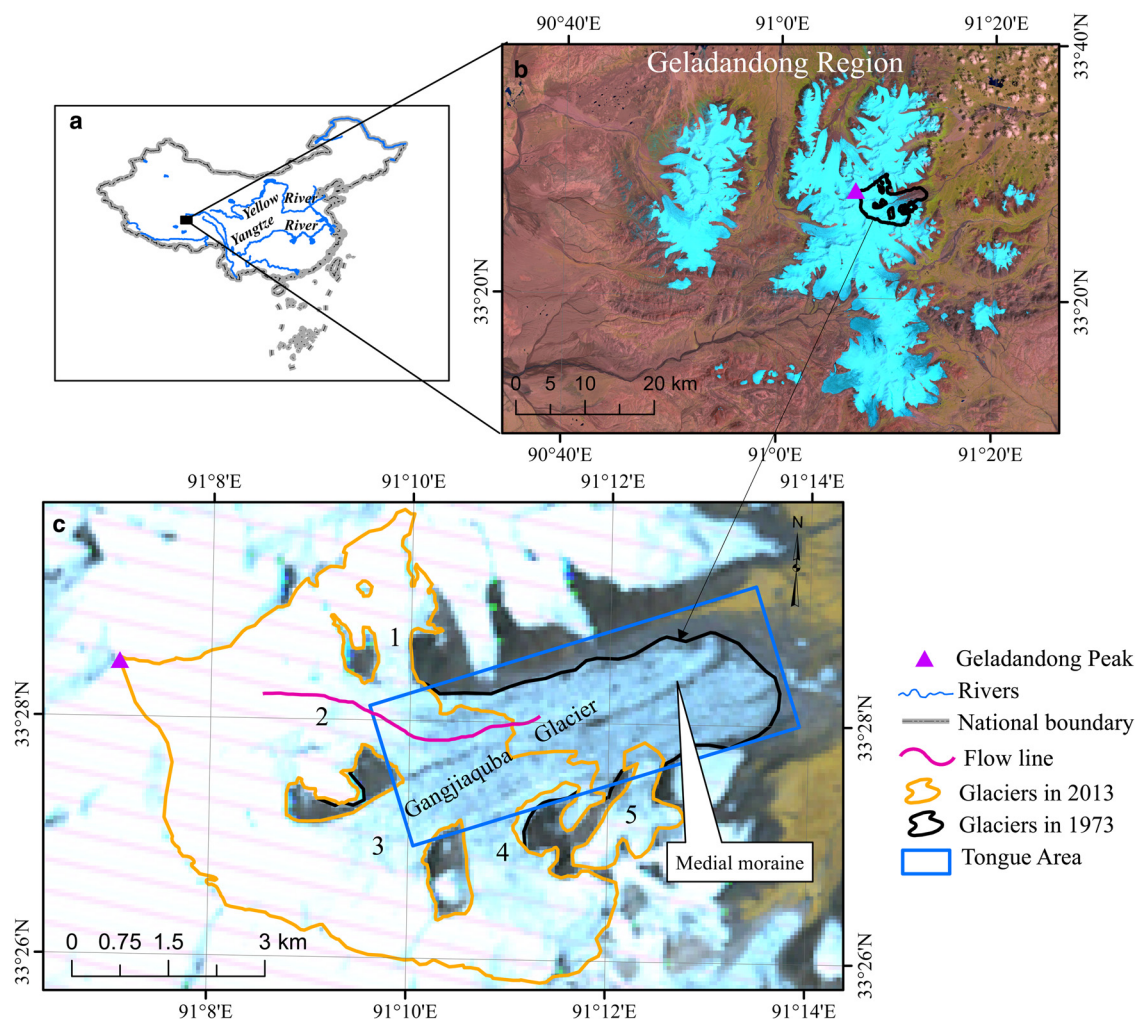 90°40'E 91°0'E 91°20'E
33°40'N
b
Geladandong Region
a
Yellow River
Yangtze River
33°20'N
33°20'N
0 5 10 20 km
90°40'E 91°0'E 91°20'E
91°8'E 91°10'E 91°12'E 91°14'E
c
N
1
2
Gangjiaquba Glacier
3
4
5
Medial moraine
33°28'N
33°28'N
0 0.75 1.5 3 km
33°26'N
33°26'N
91°8'E 91°10'E 91°12'E 91°14'E
Geladandong Peak
Rivers
National boundary
Flow line
Glaciers in 2013
Glaciers in 1973
Tongue Area